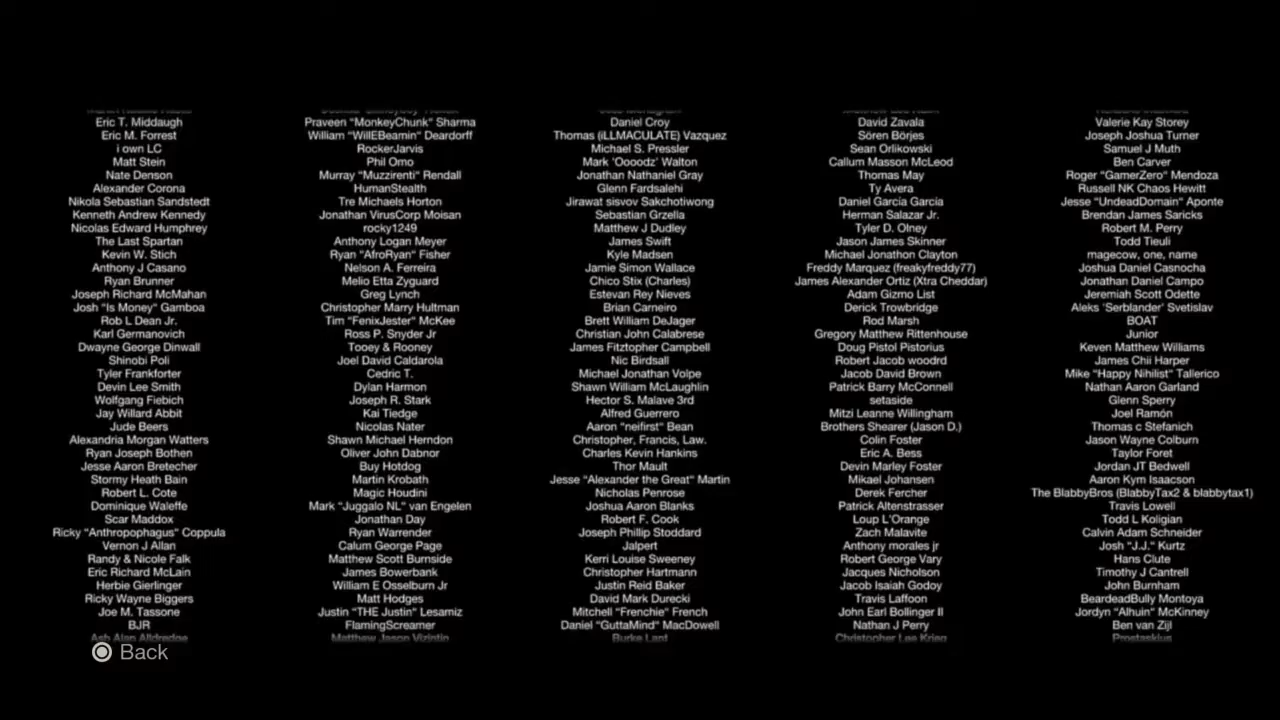 Eric T. Middaugh
Eric M. Forrest
i own LC
Matt Stein
Nate Denson
Alexander Corona
Nikola Sebastian Sandstedt
Kenneth Andrew Kennedy
Nicolas Edward Humphrey
The Last Spartan
Kevin W. Stich
Anthony J Casano
Ryan Brunner
Joseph Richard McMahan
Josh "Is Money" Gamboa
Rob L Dean Jr.
Karl Germanovich
Dwayne George Dinwall
Shinobi Poli
Tyler Frankforter
Devin Lee Smith
Wolfgang Fiebich
Jay Willard Abbit
Jude Beers
Alexandria Morgan Watters
Ryan Joseph Bothen
Jesse Aaron Bretecher
Stormy Heath Bain
Robert L. Cote
Dominique Waleffe
Scar Maddox
Ricky "Anthropophagus" Coppula
Vernon J Allan
Randy & Nicole Falk
Eric Richard McLain
Herbie Gierlinger
Ricky Wayne Biggers
Joe M. Tassone
BJR
Ash Alan Alldredge
Praveen "MonkeyChunk" Sharma
William "WillEBeamin" Deardorff
RockerJarvis
Phil Orno
Murray "Muzzirenti" Rendall
HumanStealth
Tre Michaels Horton
Jonathan VirusCorp Moisan
rocky1249
Anthony Logan Meyer
Ryan "AfroRyan" Fisher
Nelson A. Ferreira
Melio Etta Zyguard
Greg Lynch
Christopher Marry Hultman
Tim "FenixJester" McKee
Ross P. Snyder Jr
Tooey & Rooney
Joel David Caldarola
Cedric T.
Dylan Harmon
Joseph R. Stark
Kai Tiedge
Nicolas Nater
Shawn Michael Herndon
Oliver John Dabnor
Buy Hotdog
Martin Krobath
Magic Houdini
Mark "Juggalo NL" van Engelen
Jonathan Day
Ryan Warrender
Calum George Page
Matthew Scott Burnside
James Bowerbank
William E Osselburn Jr
Matt Hodges
Justin "THE Justin" Lesamiz
FlamingScreamer
Matthew Jason Vizintin
Daniel Croy
Thomas (iLLMACULATE) Vazquez
Michael S. Pressler
Mark 'Oooodz' Walton
Jonathan Nathaniel Gray
Glenn Fardsalehi
Jirawat sisvov Sakchotiwong
Sebastian Grzella
Matthew J Dudley
James Swift
Kyle Madsen
Jamie Simon Wallace
Chico Stix (Charles)
Estevan Rey Nieves
Brian Carneiro
Brett William DeJager
Christian John Calabrese
James Fitztopher Campbell
Nic Birdsall
Michael Jonathan Volpe
Shawn William McLaughlin
Hector S. Malave 3rd
Alfred Guerrero
Aaron "neifirst" Bean
Christopher, Francis, Law.
Charles Kevin Hankins
Thor Mault
Jesse "Alexander the Great" Martin
Nicholas Penrose
Joshua Aaron Blanks
Robert F. Cook
Joseph Phillip Stoddard
Jalpert
Kerri Louise Sweeney
Christopher Hartmann
Justin Reid Baker
David Mark Durecki
Mitchell "Frenchie" French
Daniel "GuttaMind" MacDowell
Burke Lant
David Zavala
Sören Börjes
Sean Orlikowski
Callum Masson McLeod
Thomas May
Ty Avera
Daniel Garcia Garcia
Herman Salazar Jr.
Tyler D. Olney
Jason James Skinner
Michael Jonathon Clayton
Freddy Marquez (freakyfreddy77)
James Alexander Ortiz (Xtra Cheddar)
Adam Gizmo List
Derick Trowbridge
Rod Marsh
Gregory Matthew Rittenhouse
Doug Pistol Pistorius
Robert Jacob woodrd
Jacob David Brown
Patrick Barry McConnell
setaside
Mitzi Leanne Willingham
Brothers Shearer (Jason D.)
Colin Foster
Eric A. Bess
Devin Marley Foster
Mikael Johansen
Derek Fercher
Patrick Altenstrasser
Loup L'Orange
Zach Malavite
Anthony morales jr
Robert George Vary
Jacques Nicholson
Jacob Isaiah Godoy
Travis Laffoon
John Earl Bollinger II
Nathan J Perry
Christopher Lee Krieg
Valerie Kay Storey
Joseph Joshua Turner
Samuel J Muth
Ben Carver
Roger "GamerZero" Mendoza
Russell NK Chaos Hewitt
Jesse "UndeadDomain" Aponte
Brendan James Saricks
Robert M. Perry
Todd Tieuli
magecow, one, name
Joshua Daniel Casnocha
Jonathan Daniel Campo
Jeremiah Scott Odette
Aleks 'Serblander' Svetislav
BOAT
Junior
Keven Matthew Williams
James Chii Harper
Mike "Happy Nihilist" Tallerico
Nathan Aaron Garland
Glenn Sperry
Joel Ramón
Thomas c Stefanich
Jason Wayne Colburn
Taylor Foret
Jordan JT Bedwell
Aaron Kym Isaacson
The BlabbyBros (BlabbyTax2 & blabbytax1)
Travis Lowell
Todd L Koligian
Calvin Adam Schneider
Josh "J.J." Kurtz
Hans Clute
Timothy J Cantrell
John Burnham
BeardeadBully Montoya
Jordyn "Alhuin" McKinney
Ben van Zijl
Prostaskius
Back